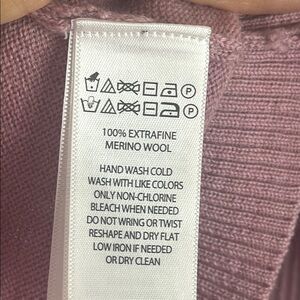 P
P
100% EXTRAFINE
MERINO WOOL
HAND WASH COLD
WASH WITH LIKE COLORS
ONLY NON-CHLORINE
BLEACH WHEN NEEDED
DO NOT WRING OR TWIST
RESHAPE AND DRY FLAT
LOW IRON IF NEEDED
OR DRY CLEAN